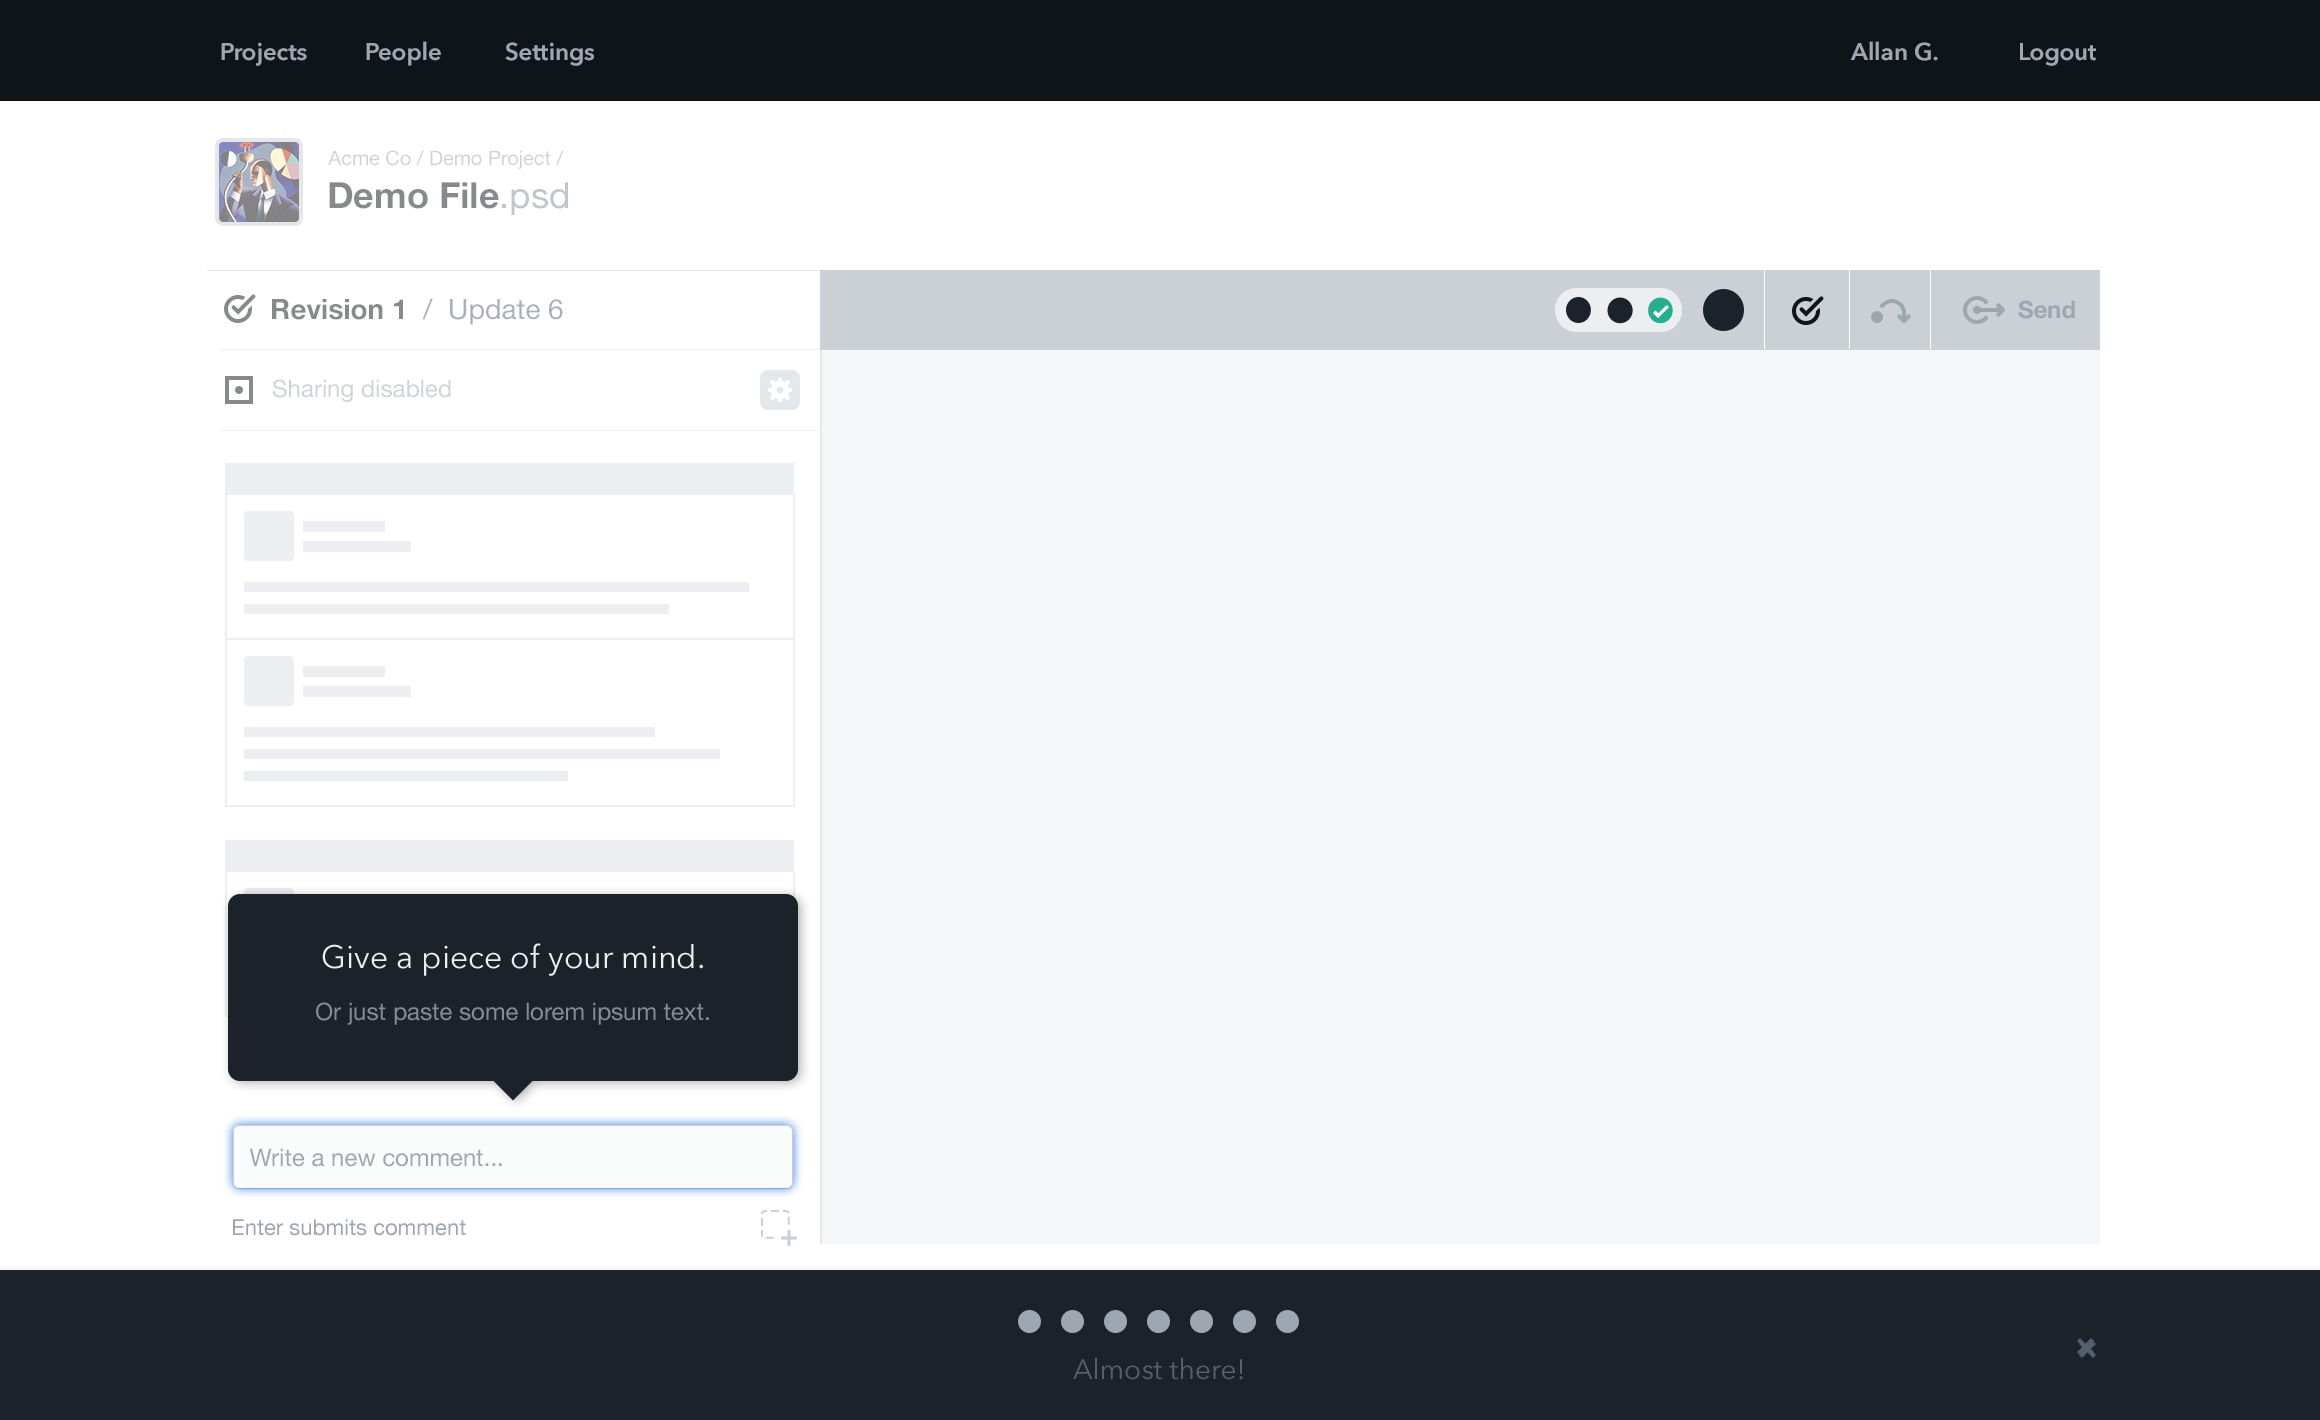 Projects People Settings Allan G. Logout
Acme Co / Demo Project /
Demo File.psd
Revision 1 / Update 6
Send
Sharing disabled
Give a piece of your mind.
Or just paste some lorem ipsum text.
Write a new comment...
Enter submits comment
Almost there!